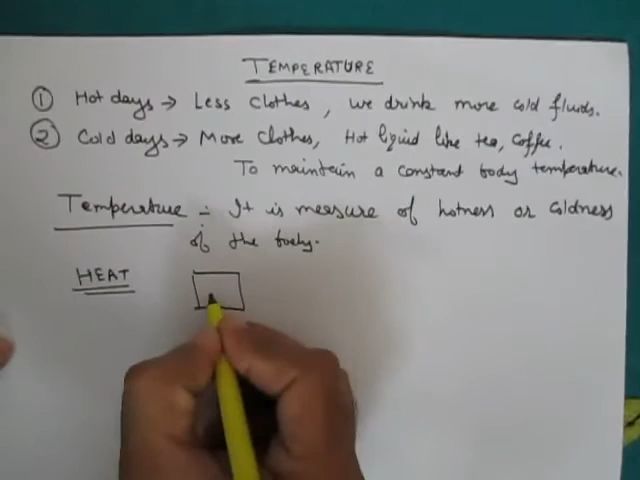 TEMPERATURE
① Hot days → Less clothes, we drink more cold fluids.
② Cold days → More clothes, Hot liquid like tea, coffee.
To maintain a constant body temperature.
Temperature :- It is measure of hotness or coldness
of the body.
HEAT